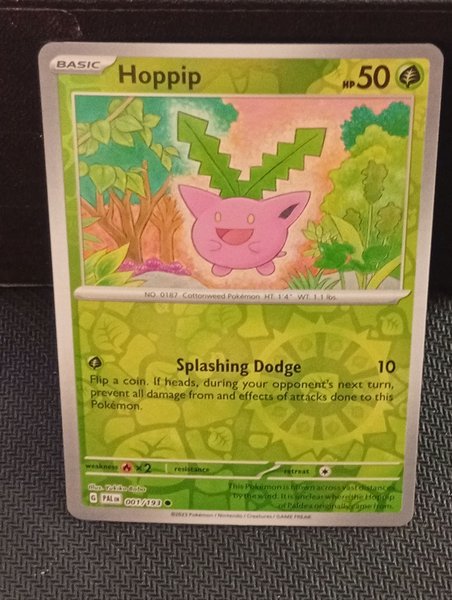 BASIC Hoppip HP 50
NO. 0187 Cottonweed Pokémon HT: 1'4" WT: 1.1 lbs.
Splashing Dodge 10
Flip a coin. If heads, during your opponent's next turn,
prevent all damage from and effects of attacks done to this
Pokémon.
weakness ×2 resistance retreat
Illus. Yukiko Baba
G PAL EN 001/193
This Pokémon is blown across vast distances
by the wind. It is unclear where the Hoppip
of Paldea originally came from.
©2023 Pokémon / Nintendo / Creatures / GAME FREAK